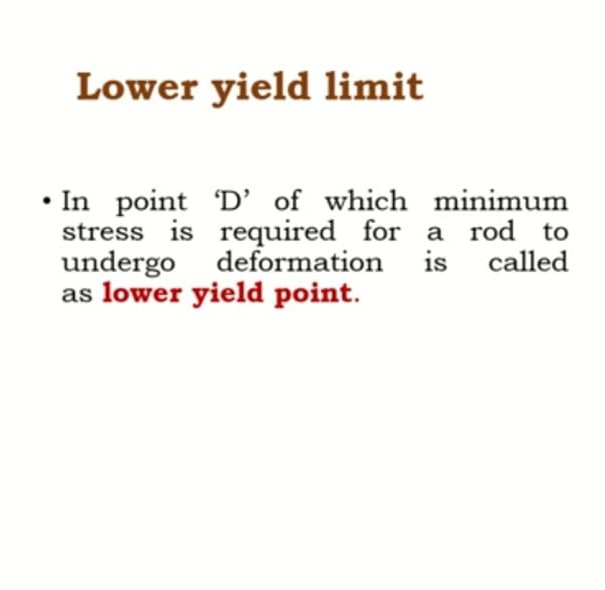 Lower yield limit
• In point ‘D’ of which minimum
stress is required for a rod to
undergo deformation is called
as lower yield point.